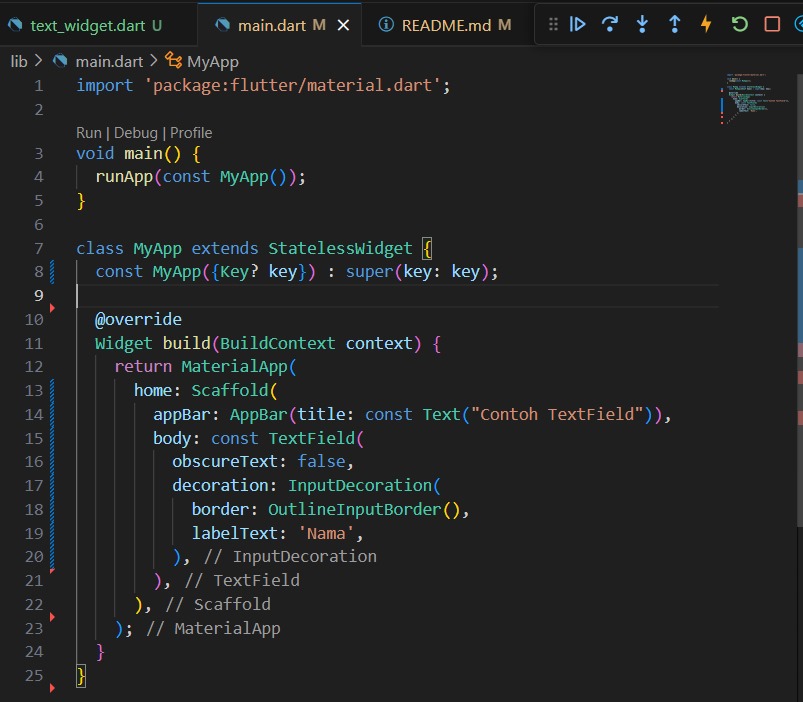 text_widget.dart U main.dart M README.md M
lib > main.dart > MyApp
1 import 'package:flutter/material.dart';
2
Run | Debug | Profile
3 void main() {
4   runApp(const MyApp());
5 }
6
7 class MyApp extends StatelessWidget {
8   const MyApp({Key? key}) : super(key: key);
9
10   @override
11   Widget build(BuildContext context) {
12     return MaterialApp(
13       home: Scaffold(
14         appBar: AppBar(title: const Text("Contoh TextField")),
15         body: const TextField(
16           obscureText: false,
17           decoration: InputDecoration(
18             border: OutlineInputBorder(),
19             labelText: 'Nama',
20           ), // InputDecoration
21         ), // TextField
22       ), // Scaffold
23     ); // MaterialApp
24   }
25 }